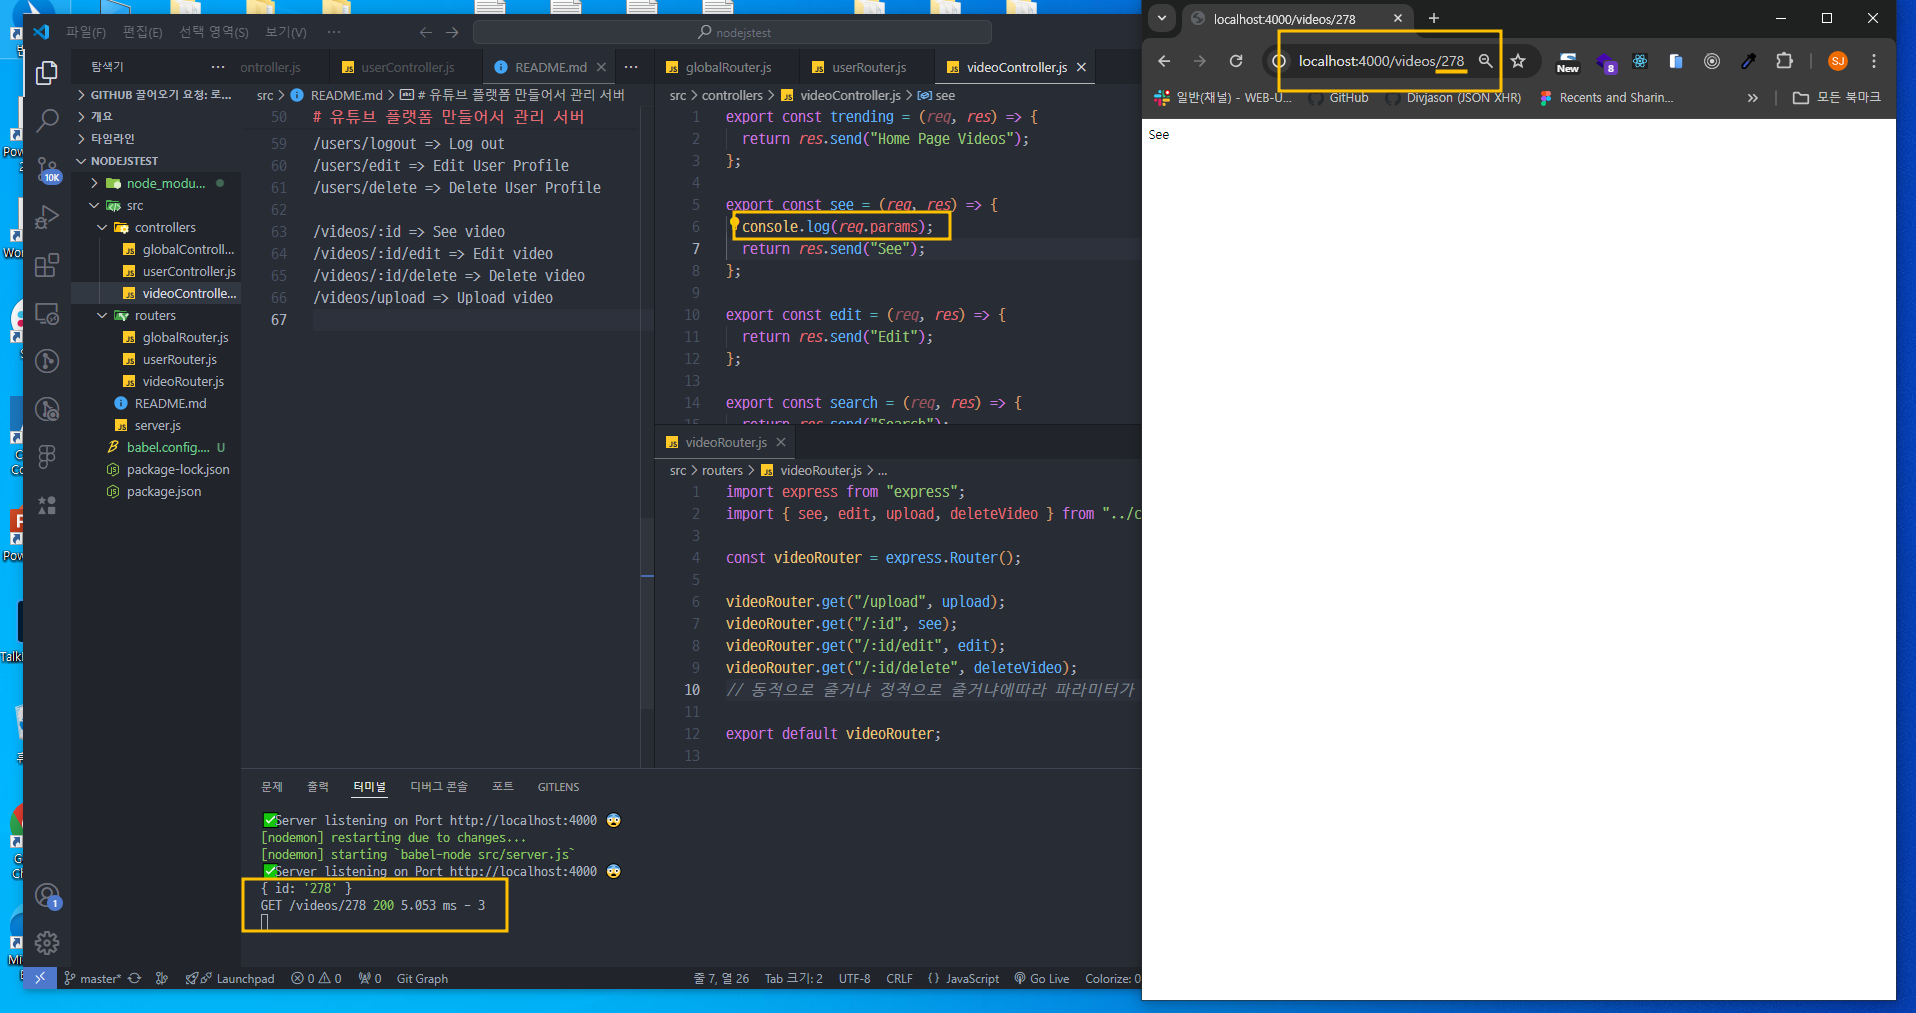 파일(F) 편집(E) 선택 영역(S) 보기(V) ···
nodejstest
탐색기 ···
GITHUB 끌어오기 요청: 로...
개요
타임라인
NODEJSTEST
node_modu...
src
controllers
globalControll...
userController.js
videoControlle...
routers
globalRouter.js
userRouter.js
videoRouter.js
README.md
server.js
babel.config.... U
package-lock.json
package.json
10K
1
ontroller.js userController.js README.md ···
src > README.md > # 유튜브 플랫폼 만들어서 관리 서버
50 # 유튜브 플랫폼 만들어서 관리 서버
59 /users/logout => Log out
60 /users/edit => Edit User Profile
61 /users/delete => Delete User Profile
62
63 /videos/:id => See video
64 /videos/:id/edit => Edit video
65 /videos/:id/delete => Delete video
66 /videos/upload => Upload video
67
globalRouter.js userRouter.js videoController.js
src > controllers > videoController.js > see
1 export const trending = (req, res) => {
2 return res.send("Home Page Videos");
3 };
4
5 export const see = (req, res) => {
6 console.log(req.params);
7 return res.send("See");
8 };
9
10 export const edit = (req, res) => {
11 return res.send("Edit");
12 };
13
14 export const search = (req, res) => {
15 return res.send("Search");
videoRouter.js
src > routers > videoRouter.js > ...
1 import express from "express";
2 import { see, edit, upload, deleteVideo } from "../c
3
4 const videoRouter = express.Router();
5
6 videoRouter.get("/upload", upload);
7 videoRouter.get("/:id", see);
8 videoRouter.get("/:id/edit", edit);
9 videoRouter.get("/:id/delete", deleteVideo);
10 // 동적으로 줄거냐 정적으로 줄거냐에따라 파라미터가
11
12 export default videoRouter;
13
문제 출력 터미널 디버그 콘솔 포트 GITLENS
✅Server listening on Port http://localhost:4000 😨
[nodemon] restarting due to changes...
[nodemon] starting `babel-node src/server.js`
✅Server listening on Port http://localhost:4000 😨
{ id: '278' }
GET /videos/278 200 5.053 ms - 3
master* Launchpad 0 0 0 Git Graph 줄 7, 열 26 Tab 크기: 2 UTF-8 CRLF {} JavaScript Go Live Colorize: 0
localhost:4000/videos/278
localhost:4000/videos/278
New 8 SJ
일반(채널) - WEB-U... GitHub Divjason (JSON XHR) Recents and Sharin... » 모든 북마크
See